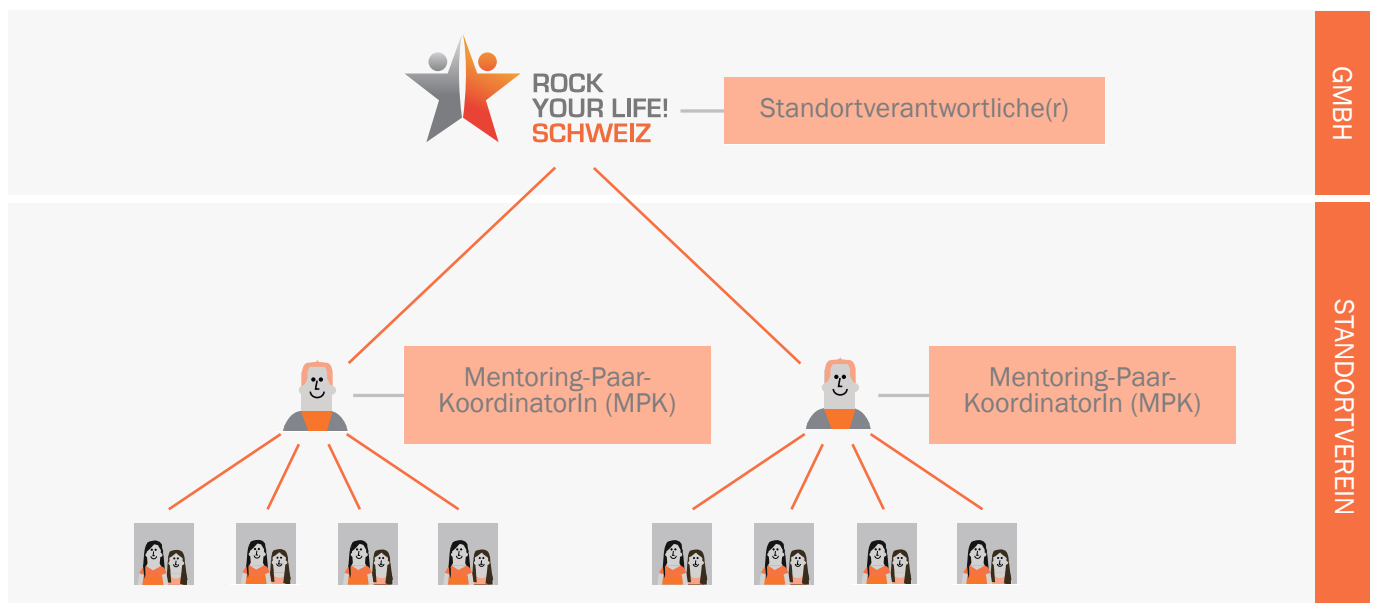 ROCK
YOUR LIFE!
SCHWEIZ
Standortverantwortliche(r)
GMBH
Mentoring-Paar-
KoordinatorIn (MPK)
Mentoring-Paar-
KoordinatorIn (MPK)
STANDORTVEREIN